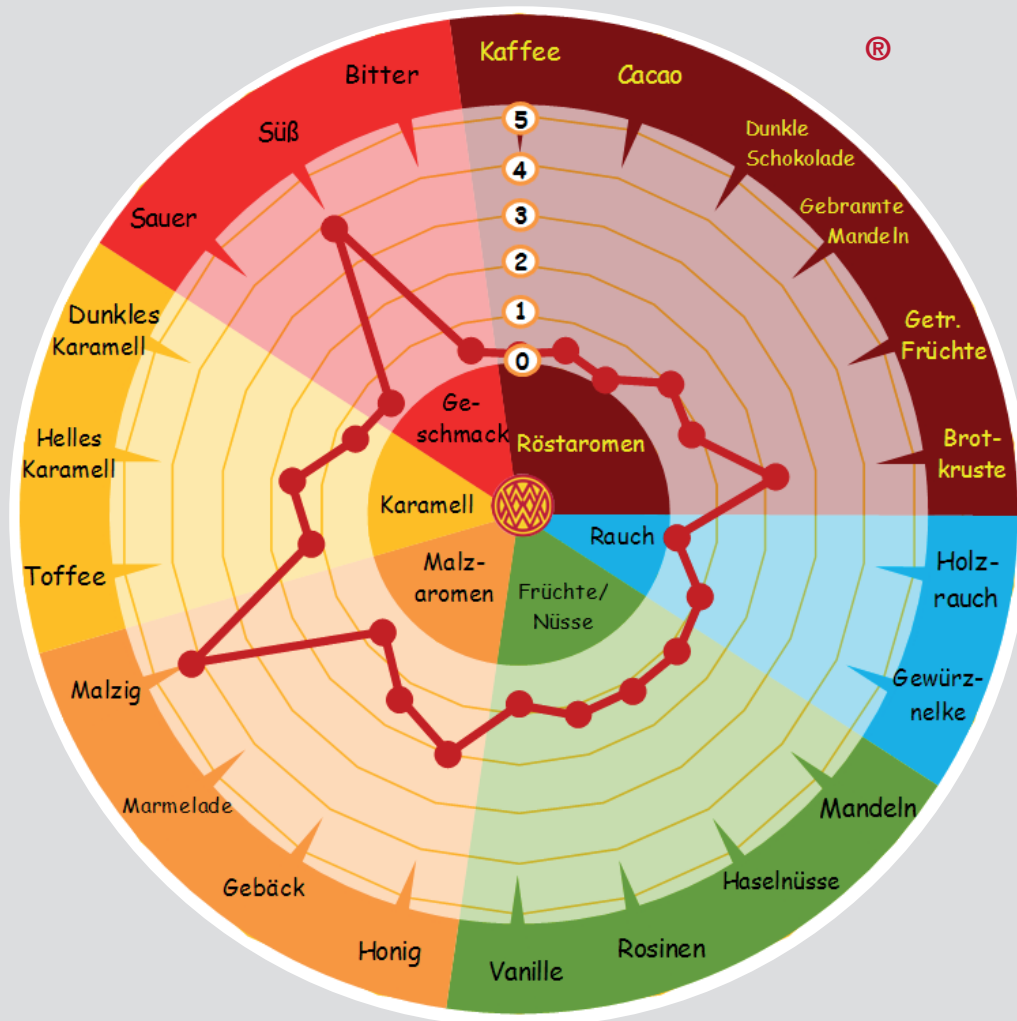 ®
Kaffee
Cacao
Dunkle
Schokolade
Gebrannte
Mandeln
Getr.
Früchte
Brot-
kruste
Holz-
rauch
Gewürz-
nelke
Mandeln
Haselnüsse
Rosinen
Vanille
Honig
Gebäck
Marmelade
Malzig
Toffee
Helles
Karamell
Dunkles
Karamell
Sauer
Süß
Bitter
5
4
3
2
1
0
Ge-
schmack
Röstaromen
Rauch
Früchte/
Nüsse
Malz-
aromen
Karamell